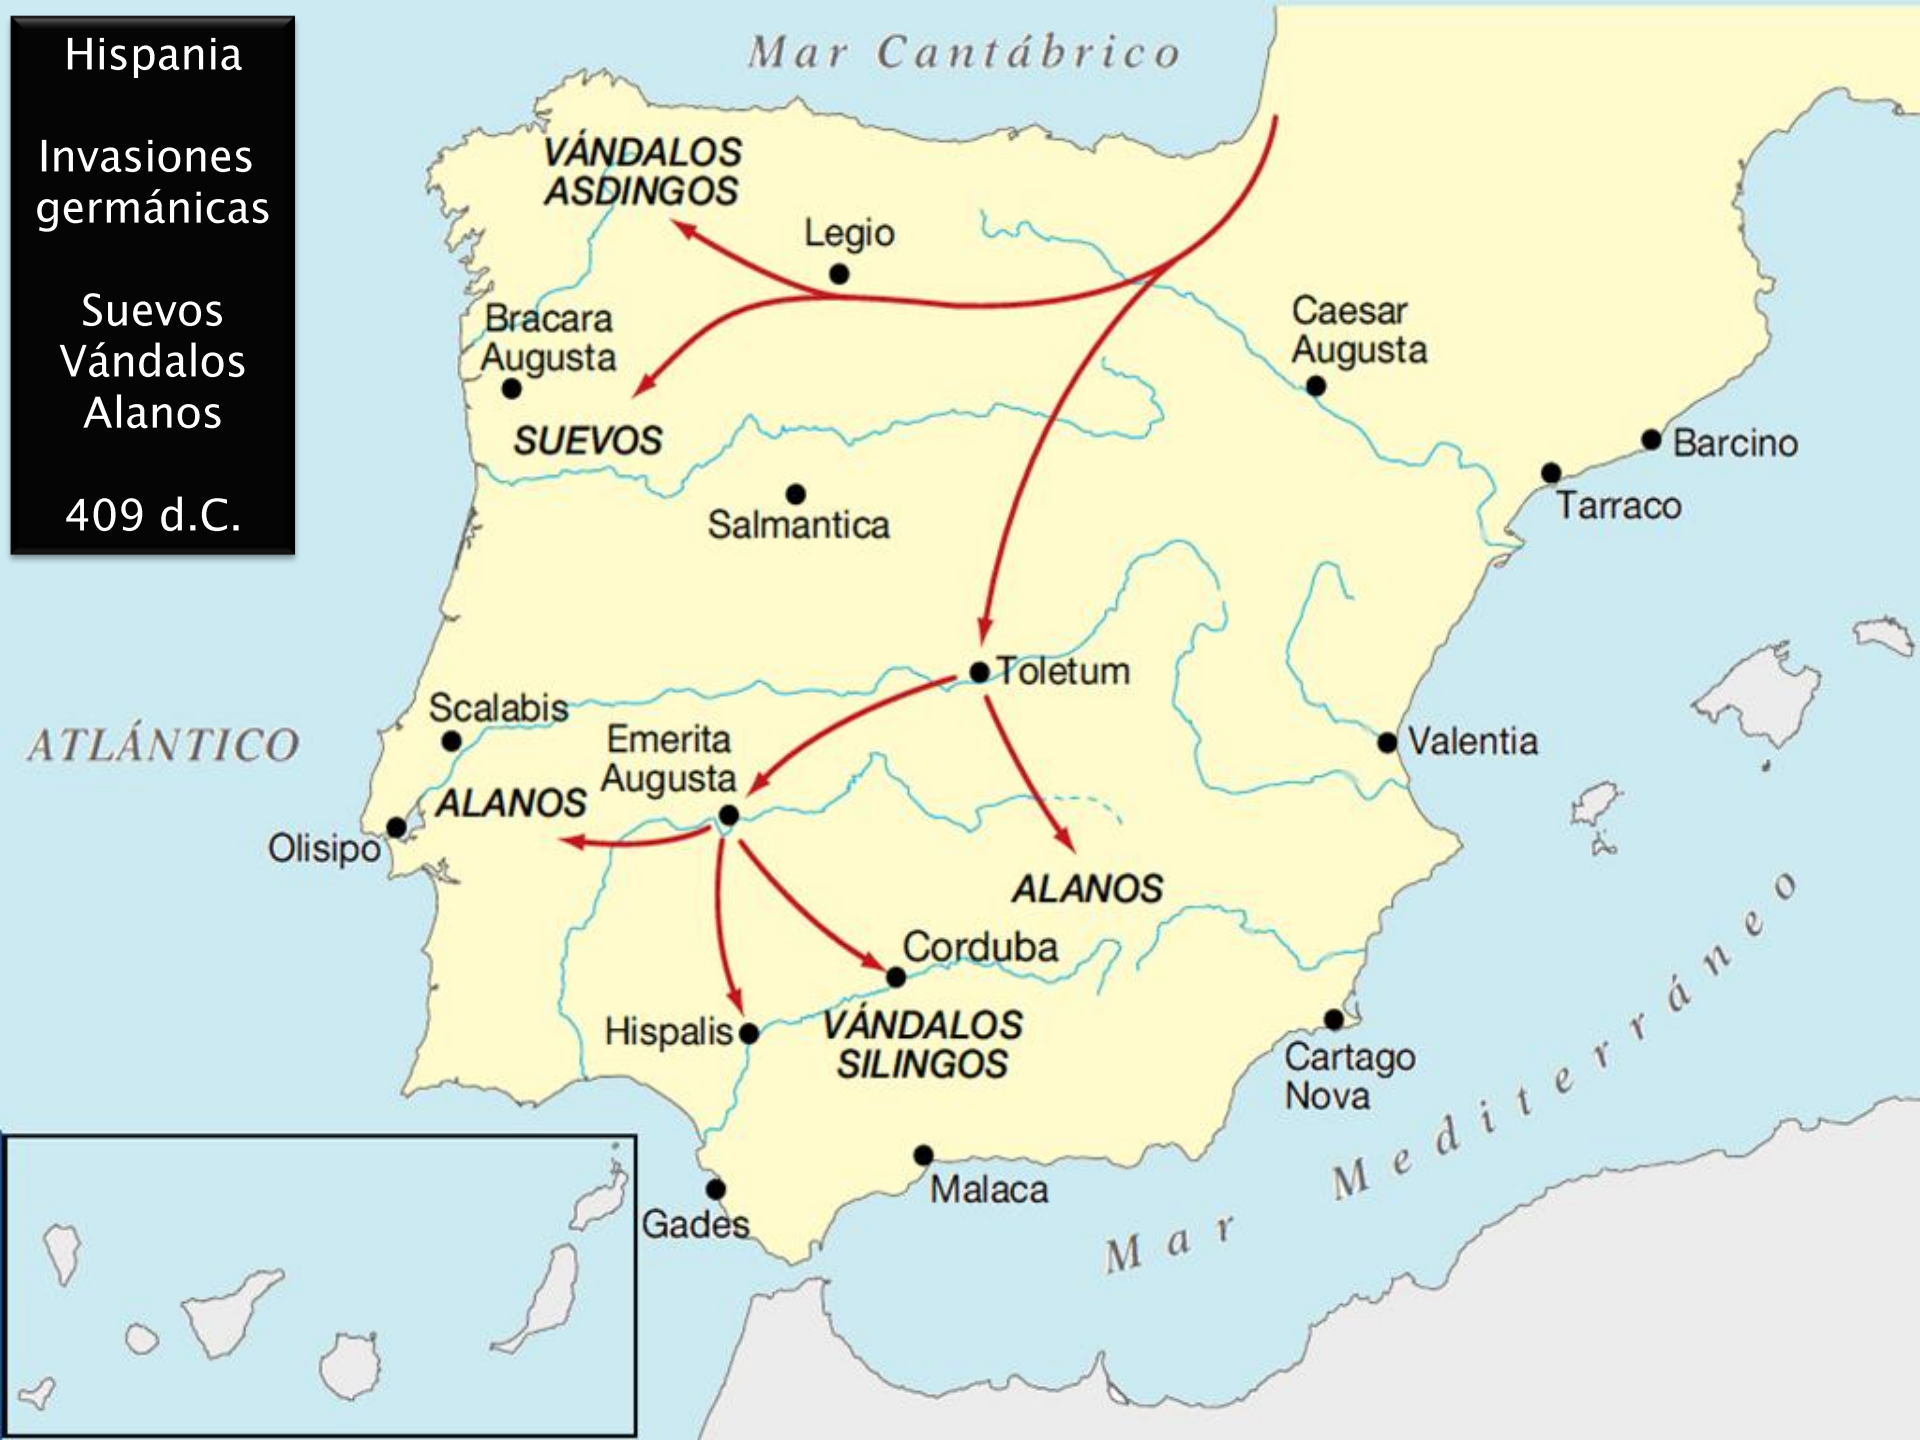 Hispania
Invasiones
germánicas
Suevos
Vándalos
Alanos
409 d.C.
Mar Cantábrico
VÁNDALOS
ASDINGOS
Legio
Bracara
Augusta
Caesar
Augusta
SUEVOS
Barcino
Tarraco
Salmantica
Toletum
Scalabis
ATLÁNTICO
Emerita
Augusta
Valentia
ALANOS
Olisipo
ALANOS
Corduba
Hispalis
VÁNDALOS
SILINGOS
Cartago
Nova
Malaca
Gades
Mar Mediterráneo